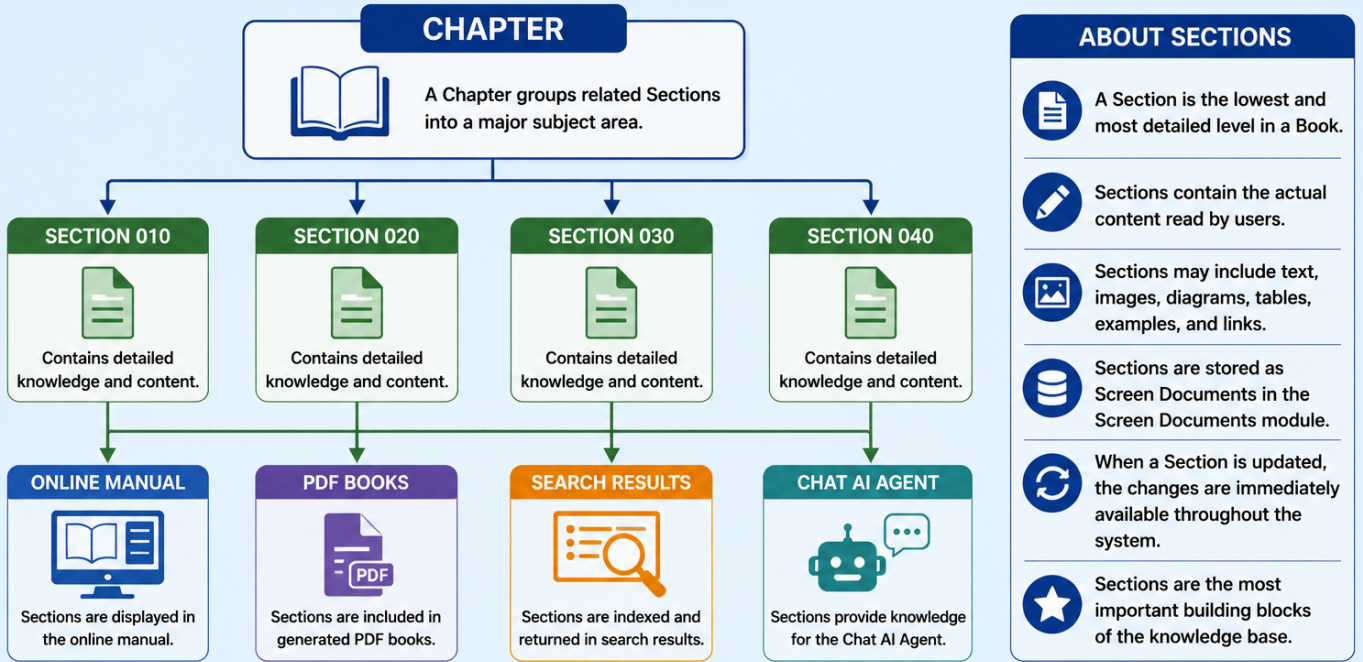 CHAPTER
A Chapter groups related Sections
into a major subject area.
SECTION 010
Contains detailed
knowledge and content.
SECTION 020
Contains detailed
knowledge and content.
SECTION 030
Contains detailed
knowledge and content.
SECTION 040
Contains detailed
knowledge and content.
ONLINE MANUAL
Sections are displayed in
the online manual.
PDF BOOKS
PDF
Sections are included in
generated PDF books.
SEARCH RESULTS
Sections are indexed and
returned in search results.
CHAT AI AGENT
Sections provide knowledge
for the Chat AI Agent.
ABOUT SECTIONS
A Section is the lowest and
most detailed level in a Book.
Sections contain the actual
content read by users.
Sections may include text,
images, diagrams, tables,
examples, and links.
Sections are stored as
Screen Documents in the
Screen Documents module.
When a Section is updated,
the changes are immediately
available throughout the
system.
Sections are the most
important building blocks
of the knowledge base.